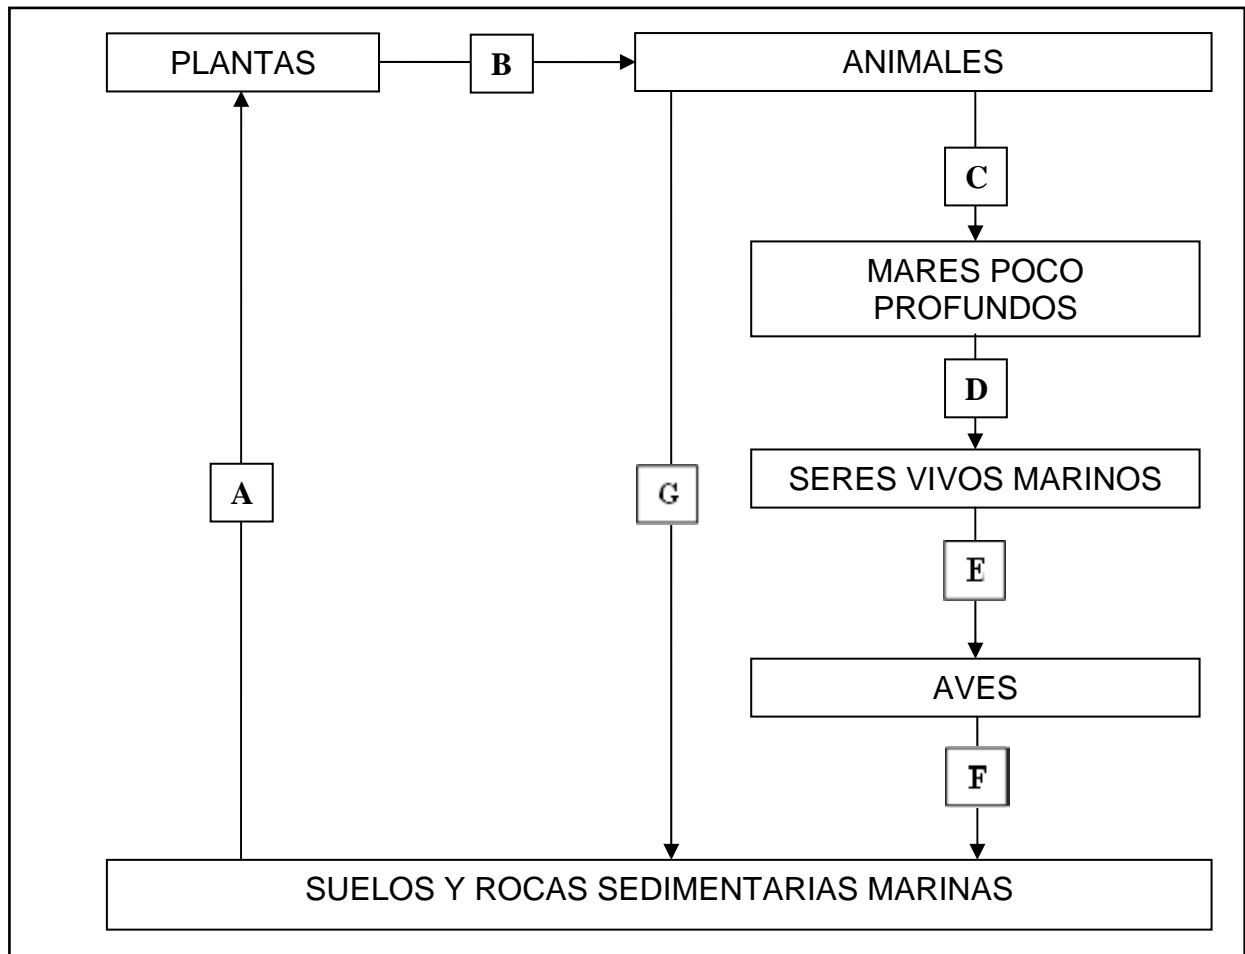 PLANTAS
B
ANIMALES
C
MARES POCO
PROFUNDOS
D
SERES VIVOS MARINOS
A
G
E
AVES
F
SUELOS Y ROCAS SEDIMENTARIAS MARINAS